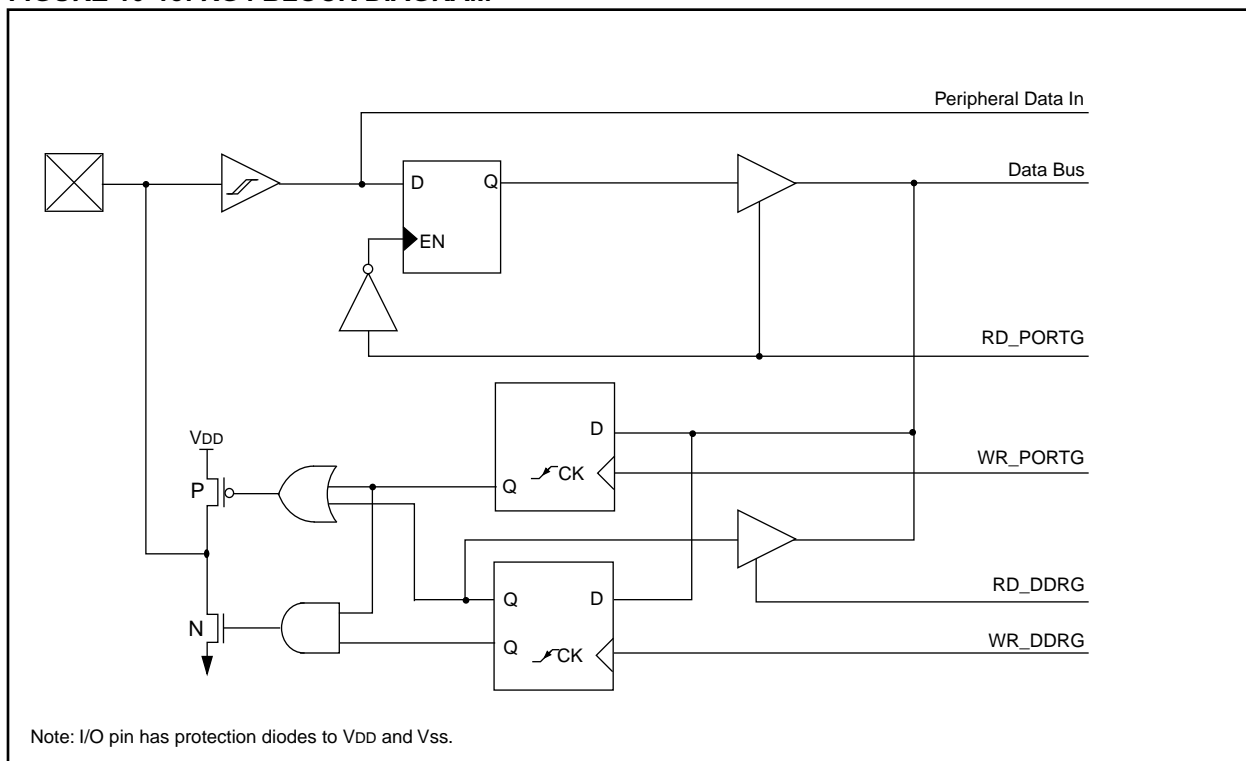 Peripheral Data In
Data Bus
D Q
EN
RD_PORTG
D
VDD
WR_PORTG
Q CK
P
RD_DDRG
Q D
N
Q
WR_DDRG
CK
Note: I/O pin has protection diodes to VDD and Vss.